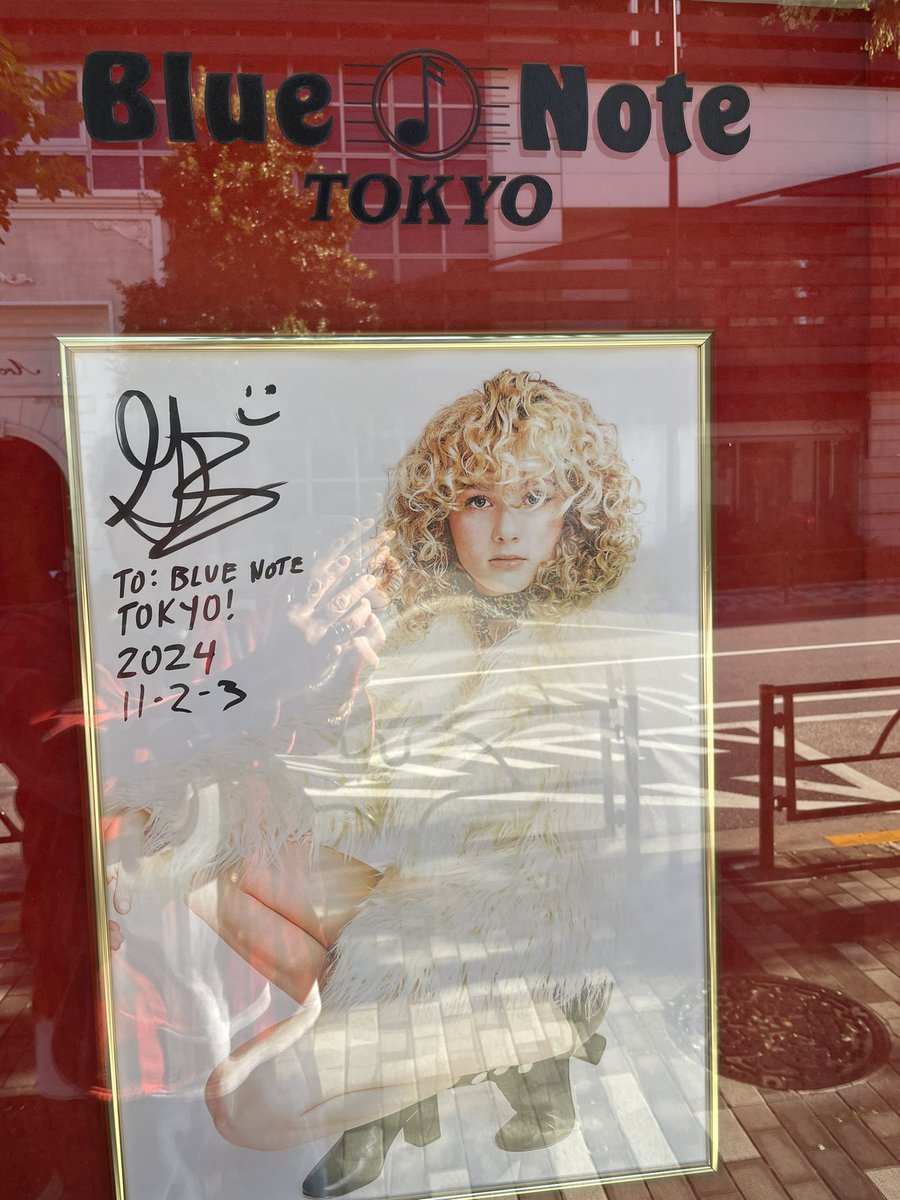 Blue Note
TOKYO
TO: BLUE NOTE
TOKYO!
2024
11-2-3